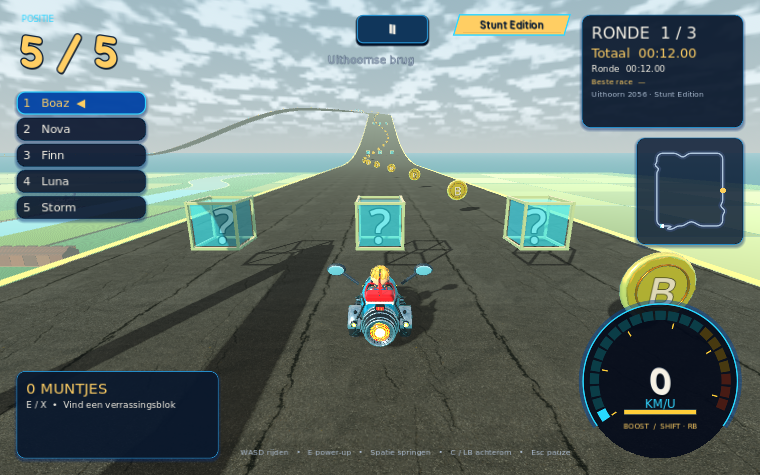 POSITIE
5 / 5
1 Boaz ◀
2 Nova
3 Finn
4 Luna
5 Storm
II
Uithoornse brug
Stunt Edition
RONDE 1 / 3
Totaal 00:12.00
Ronde 00:12.00
Beste race —
Uithoorn 2056 · Stunt Edition
? ? ?
B
B
0 MUNTJES
E / X • Vind een verrassingsblok
0
KM/U
BOOST / SHIFT · RB
WASD rijden • E power-up • Spatie springen • C / LB achterom • Esc pauze